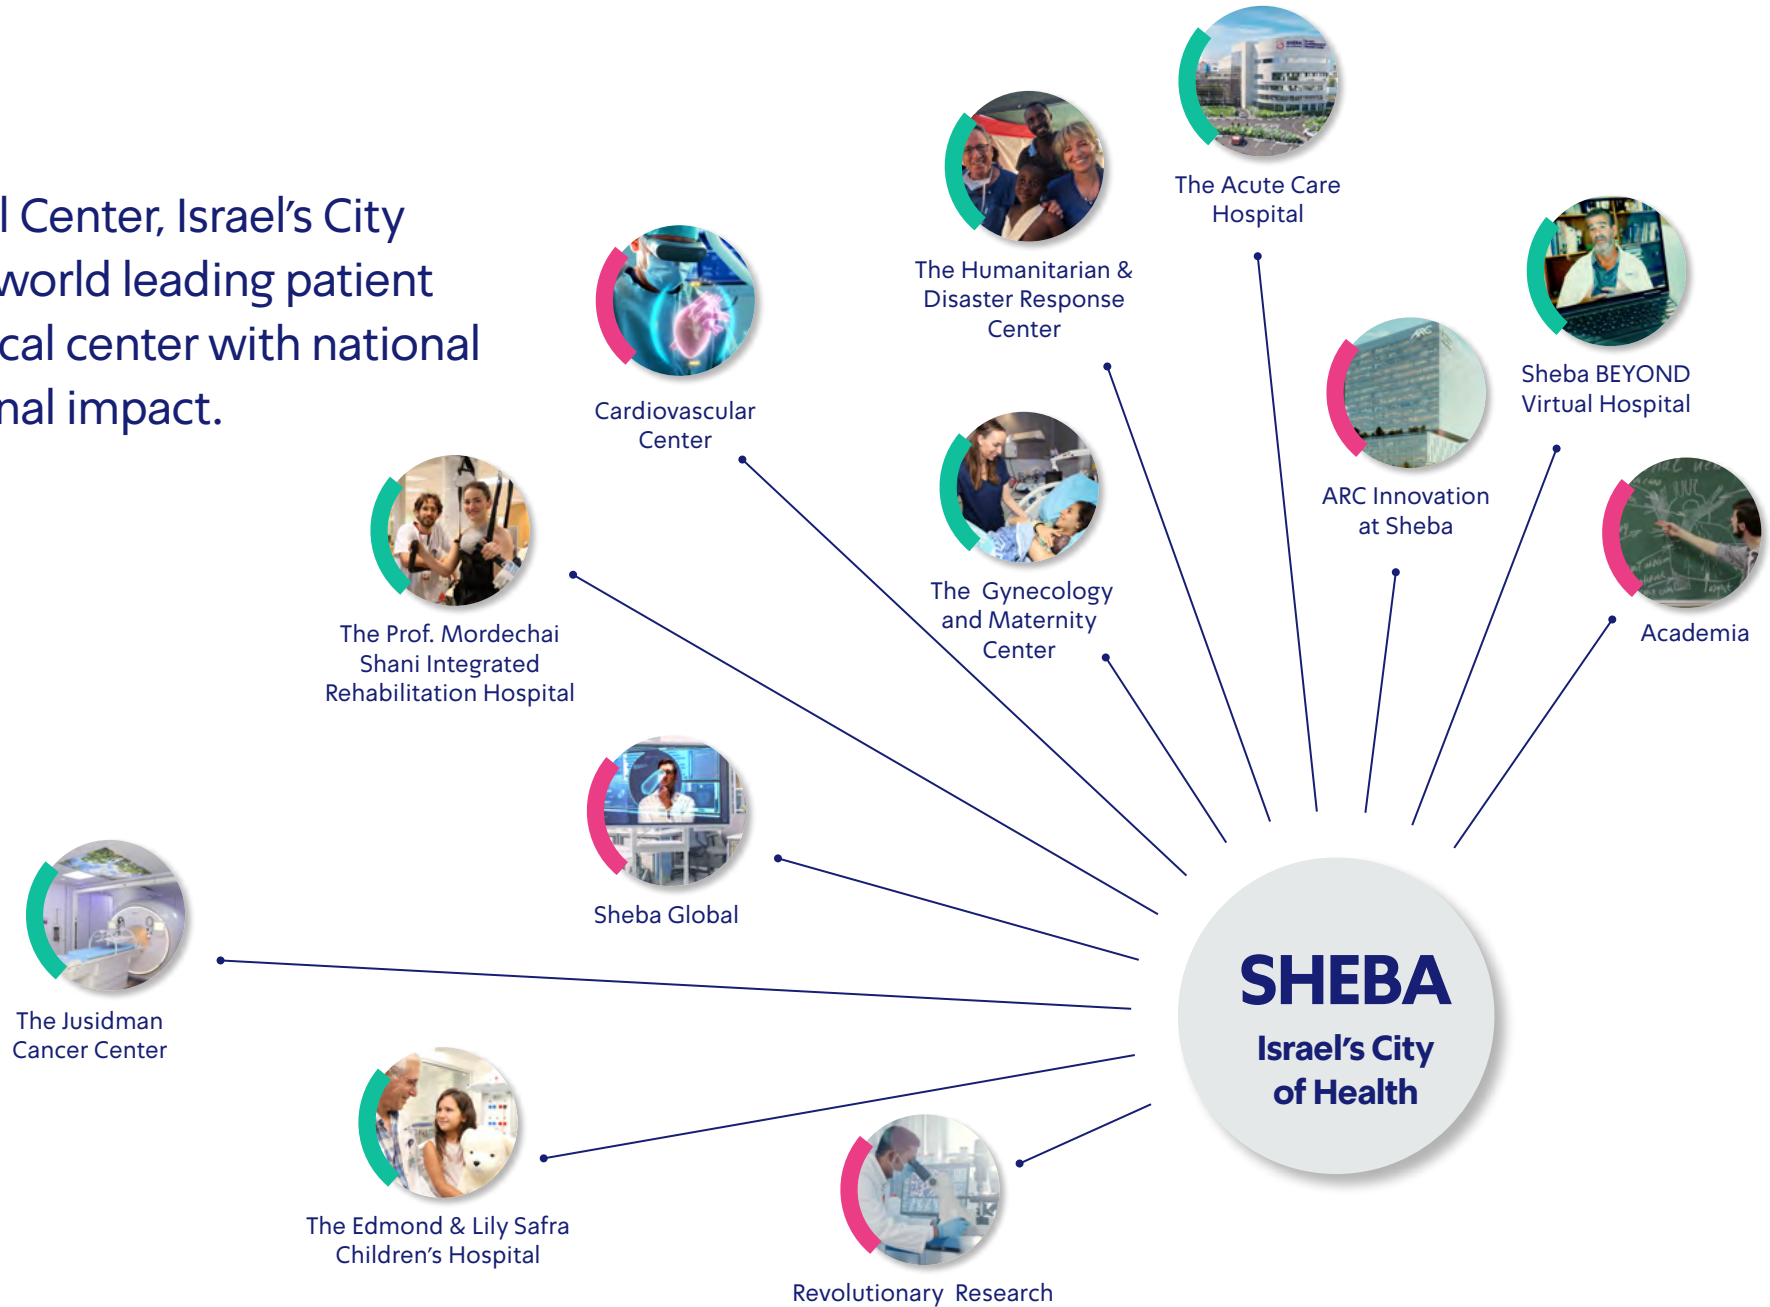 l Center, Israel's City
world leading patient
cal center with national
nal impact.
The Acute Care
Hospital
The Humanitarian &
Disaster Response
Center
Cardiovascular
Center
Sheba BEYOND
Virtual Hospital
ARC Innovation
at Sheba
The Gynecology
and Maternity
Center
Academia
The Prof. Mordechai
Shani Integrated
Rehabilitation Hospital
Sheba Global
SHEBA
Israel's City
of Health
The Jusidman
Cancer Center
The Edmond & Lily Safra
Children's Hospital
Revolutionary Research
ARC
SHEBA